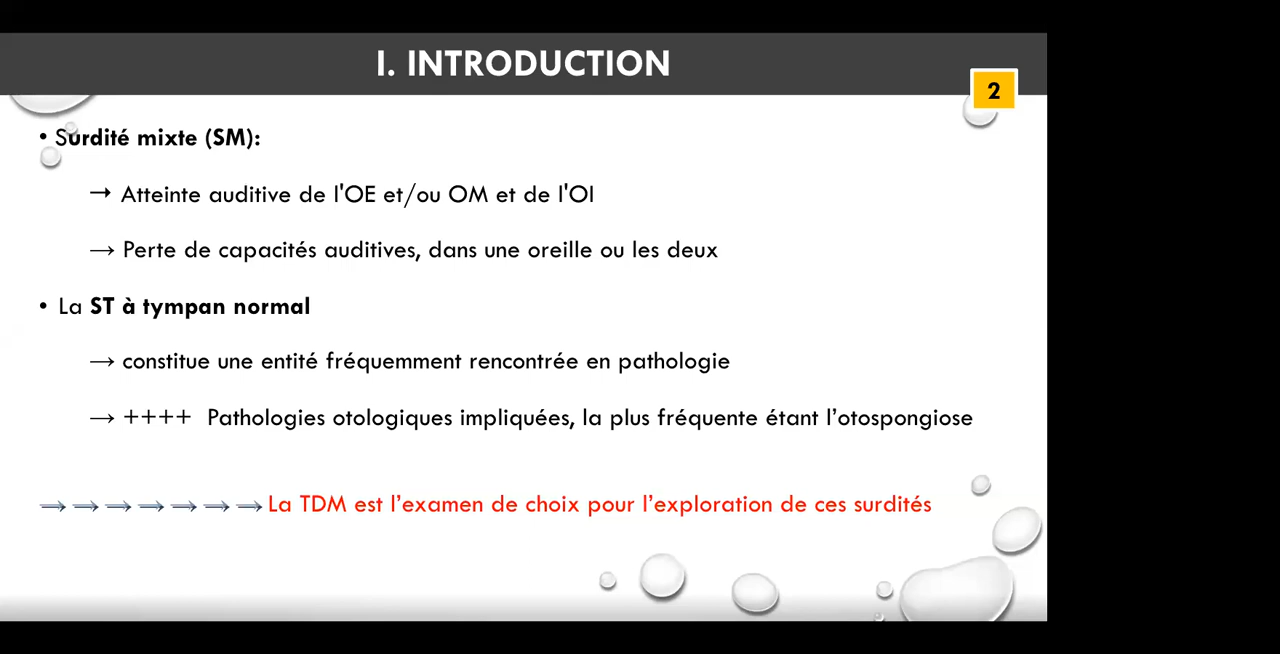 I. INTRODUCTION
2
• Surdité mixte (SM):
→ Atteinte auditive de l'OE et/ou OM et de l'OI
→ Perte de capacités auditives, dans une oreille ou les deux
• La ST à tympan normal
→ constitue une entité fréquemment rencontrée en pathologie
→ ++++ Pathologies otologiques impliquées, la plus fréquente étant l’otospongiose
→→→→→→→ La TDM est l’examen de choix pour l’exploration de ces surdités